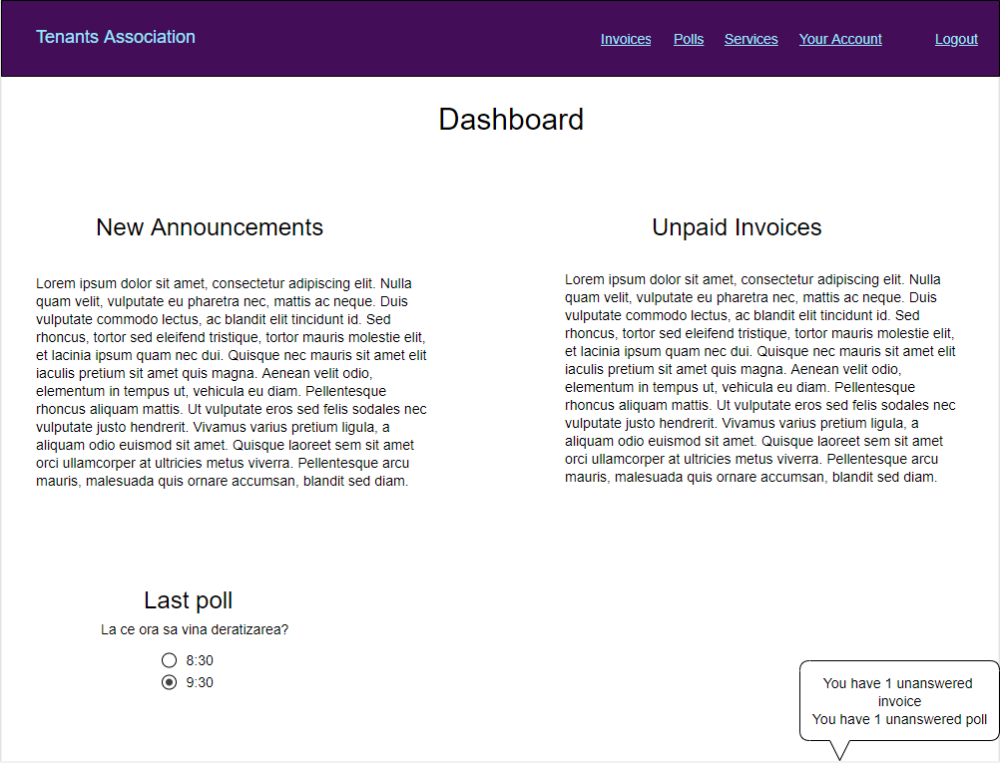 Tenants Association
Invoices
Polls
Services
Your Account
Logout
Dashboard
New Announcements
Lorem ipsum dolor sit amet, consectetur adipiscing elit. Nulla
quam velit, vulputate eu pharetra nec, mattis ac neque. Duis
vulputate commodo lectus, ac blandit elit tincidunt id. Sed
rhoncus, tortor sed eleifend tristique, tortor mauris molestie elit,
et lacinia ipsum quam nec dui. Quisque nec mauris sit amet elit
iaculis pretium sit amet quis magna. Aenean velit odio,
elementum in tempus ut, vehicula eu diam. Pellentesque
rhoncus aliquam mattis. Ut vulputate eros sed felis sodales nec
vulputate justo hendrerit. Vivamus varius pretium ligula, a
aliquam odio euismod sit amet. Quisque laoreet sem sit amet
orci ullamcorper at ultricies metus viverra. Pellentesque arcu
mauris, malesuada quis ornare accumsan, blandit sed diam.
Unpaid Invoices
Lorem ipsum dolor sit amet, consectetur adipiscing elit. Nulla
quam velit, vulputate eu pharetra nec, mattis ac neque. Duis
vulputate commodo lectus, ac blandit elit tincidunt id. Sed
rhoncus, tortor sed eleifend tristique, tortor mauris molestie elit,
et lacinia ipsum quam nec dui. Quisque nec mauris sit amet elit
iaculis pretium sit amet quis magna. Aenean velit odio,
elementum in tempus ut, vehicula eu diam. Pellentesque
rhoncus aliquam mattis. Ut vulputate eros sed felis sodales nec
vulputate justo hendrerit. Vivamus varius pretium ligula, a
aliquam odio euismod sit amet. Quisque laoreet sem sit amet
orci ullamcorper at ultricies metus viverra. Pellentesque arcu
mauris, malesuada quis ornare accumsan, blandit sed diam.
Last poll
La ce ora sa vina deratizarea?
8:30
9:30
You have 1 unanswered
invoice
You have 1 unanswered poll